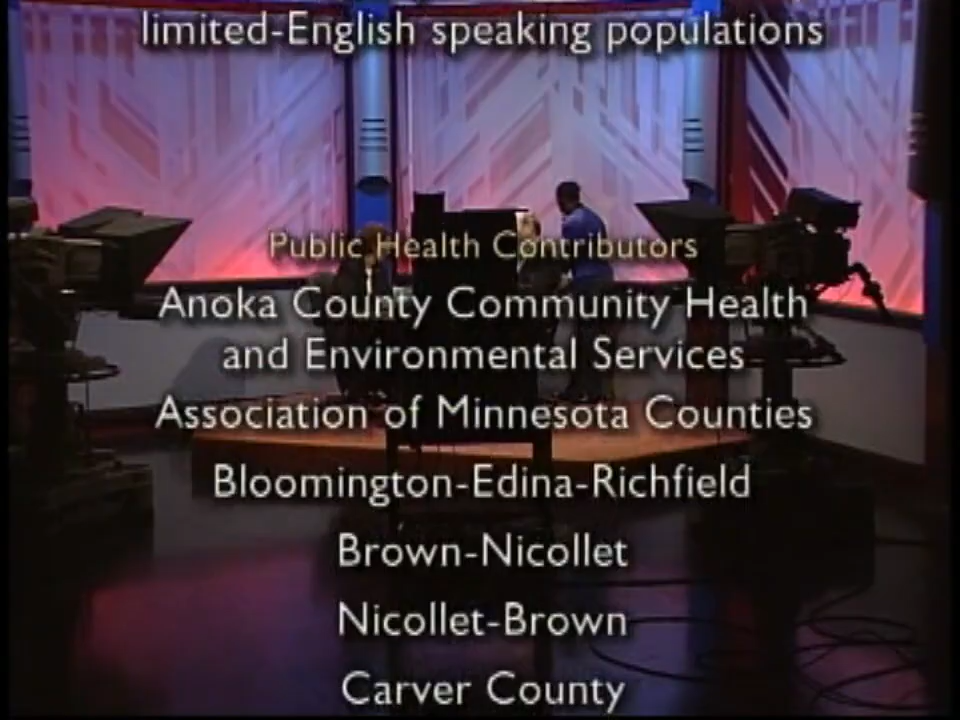 limited-English speaking populations
Public Health Contributors
Anoka County Community Health
and Environmental Services
Association of Minnesota Counties
Bloomington-Edina-Richfield
Brown-Nicollet
Nicollet-Brown
Carver County